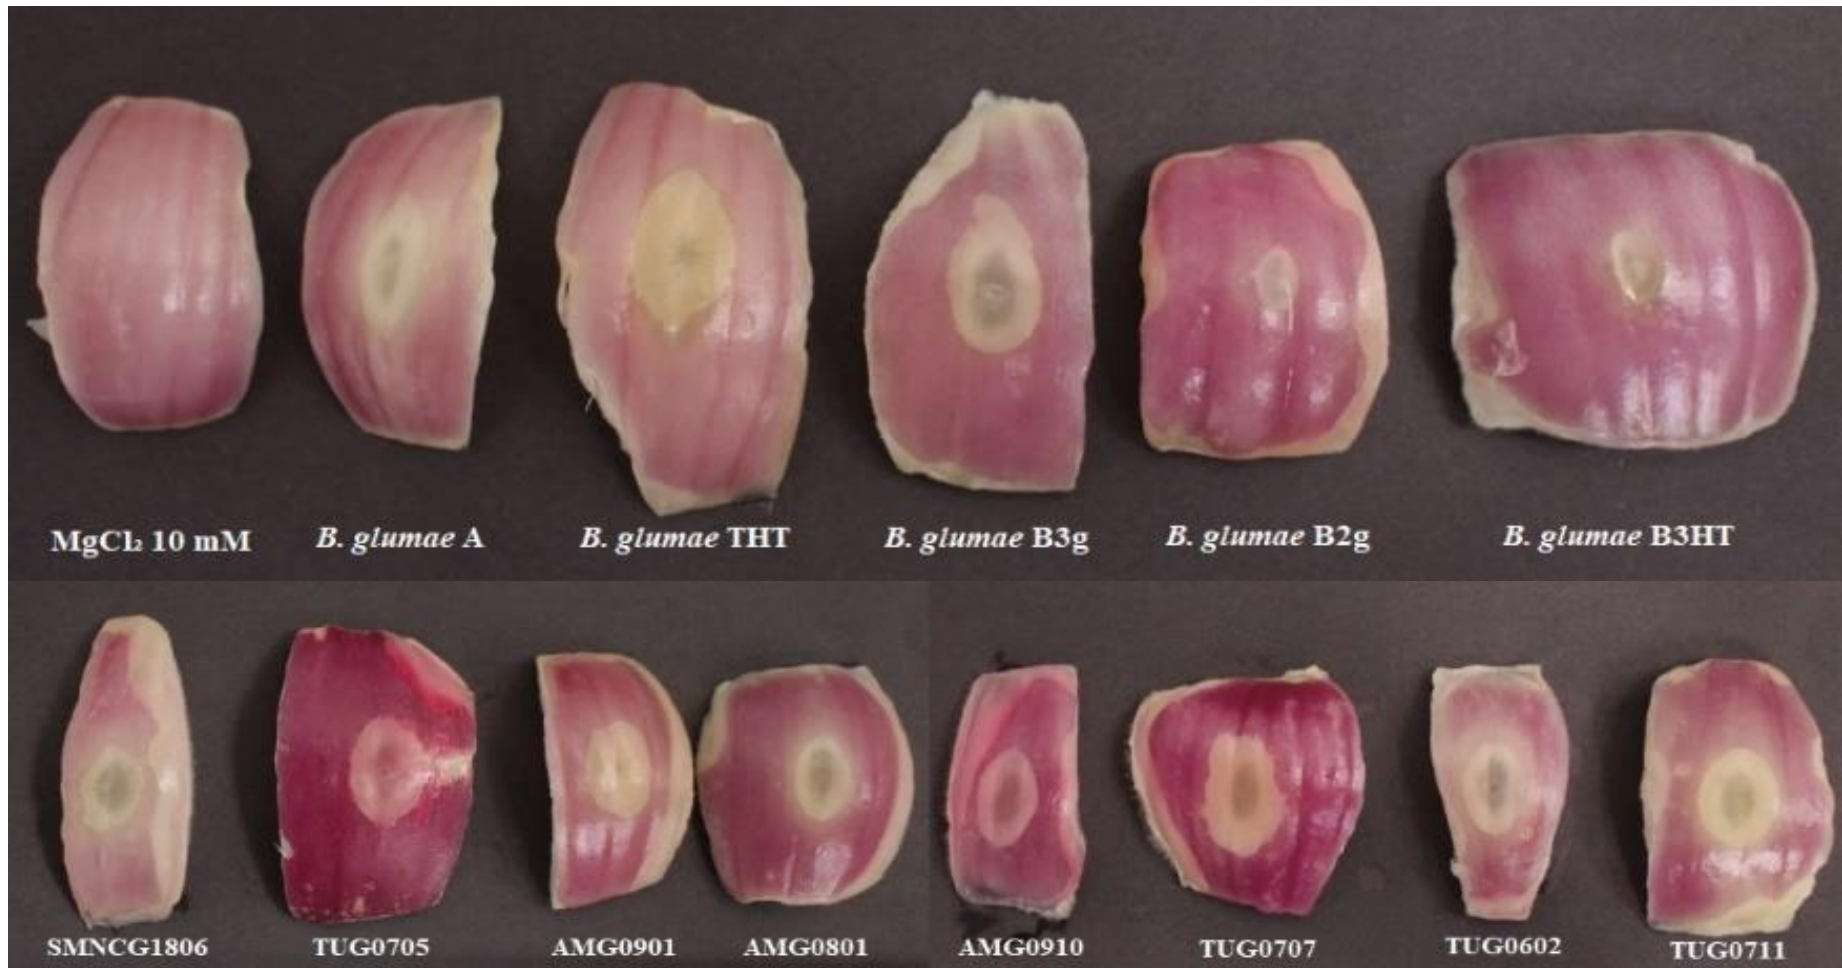 MgCl₂ 10 mM B. glumae A B. glumae THT B. glumae B3g B. glumae B2g B. glumae B3HT
SMNCG1806 TUG0705 AMG0901 AMG0801 AMG0910 TUG0707 TUG0602 TUG0711